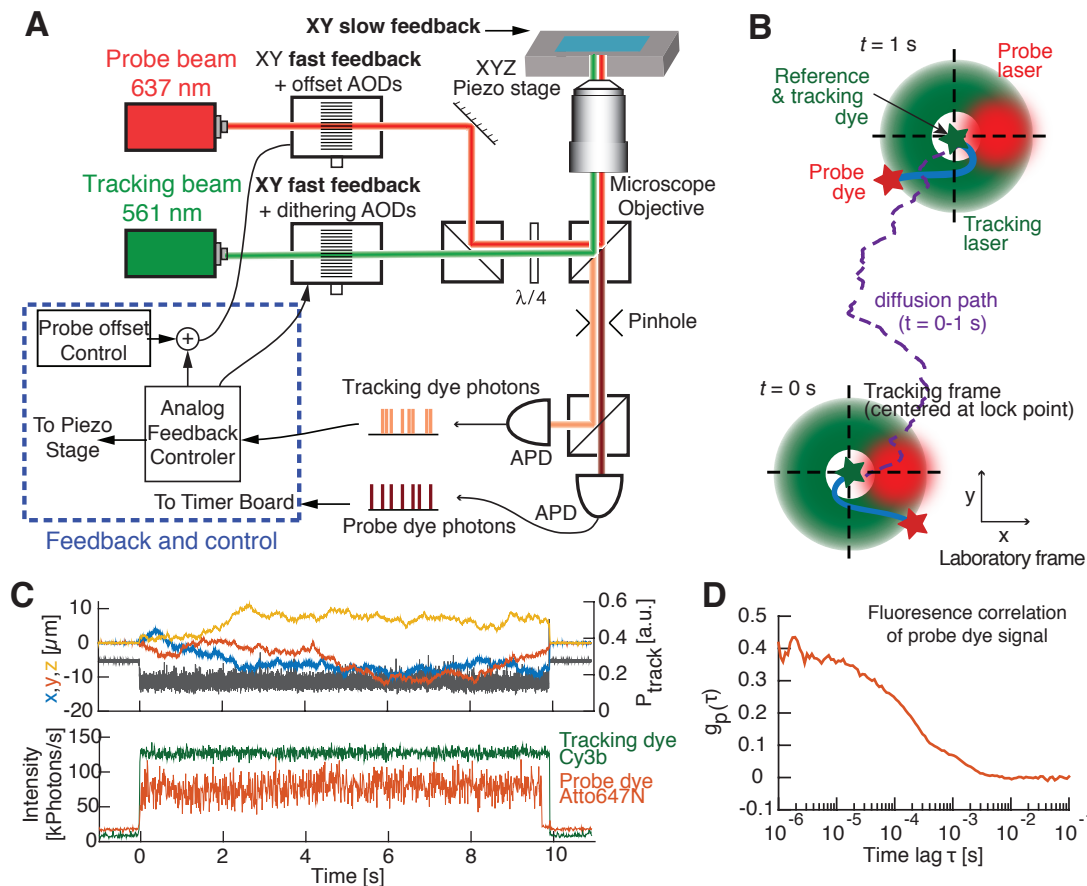 A
XY slow feedback
Probe beam
637 nm
XY fast feedback
+ offset AODs
XYZ
Piezo stage
Tracking beam
561 nm
XY fast feedback
+ dithering AODs
Microscope
Objective
λ/4
Pinhole
Probe offset
Control
+
Analog
Feedback
Controler
To Piezo
Stage
Tracking dye photons
APD
To Timer Board
Probe dye photons
APD
Feedback and control
B
t = 1 s
Probe
laser
Reference
& tracking
dye
Probe
dye
Tracking
laser
diffusion path
(t = 0-1 s)
t = 0 s
Tracking frame
(centered at lock point)
y
x
Laboratory frame
C
x,y,z [µm]
10
0
-10
-20
0.6
0.4
0.2
0
P track [a.u.]
Intensity
[kPhotons/s]
150
100
50
0
Tracking dye
Cy3b
Probe dye
Atto647N
0 2 4 6 8 10
Time [s]
D
Fluoresence correlation
of probe dye signal
g p (τ)
0.5
0.4
0.3
0.2
0.1
0
-0.1
10^-6 10^-5 10^-4 10^-3 10^-2 10^-1
Time lag τ [s]